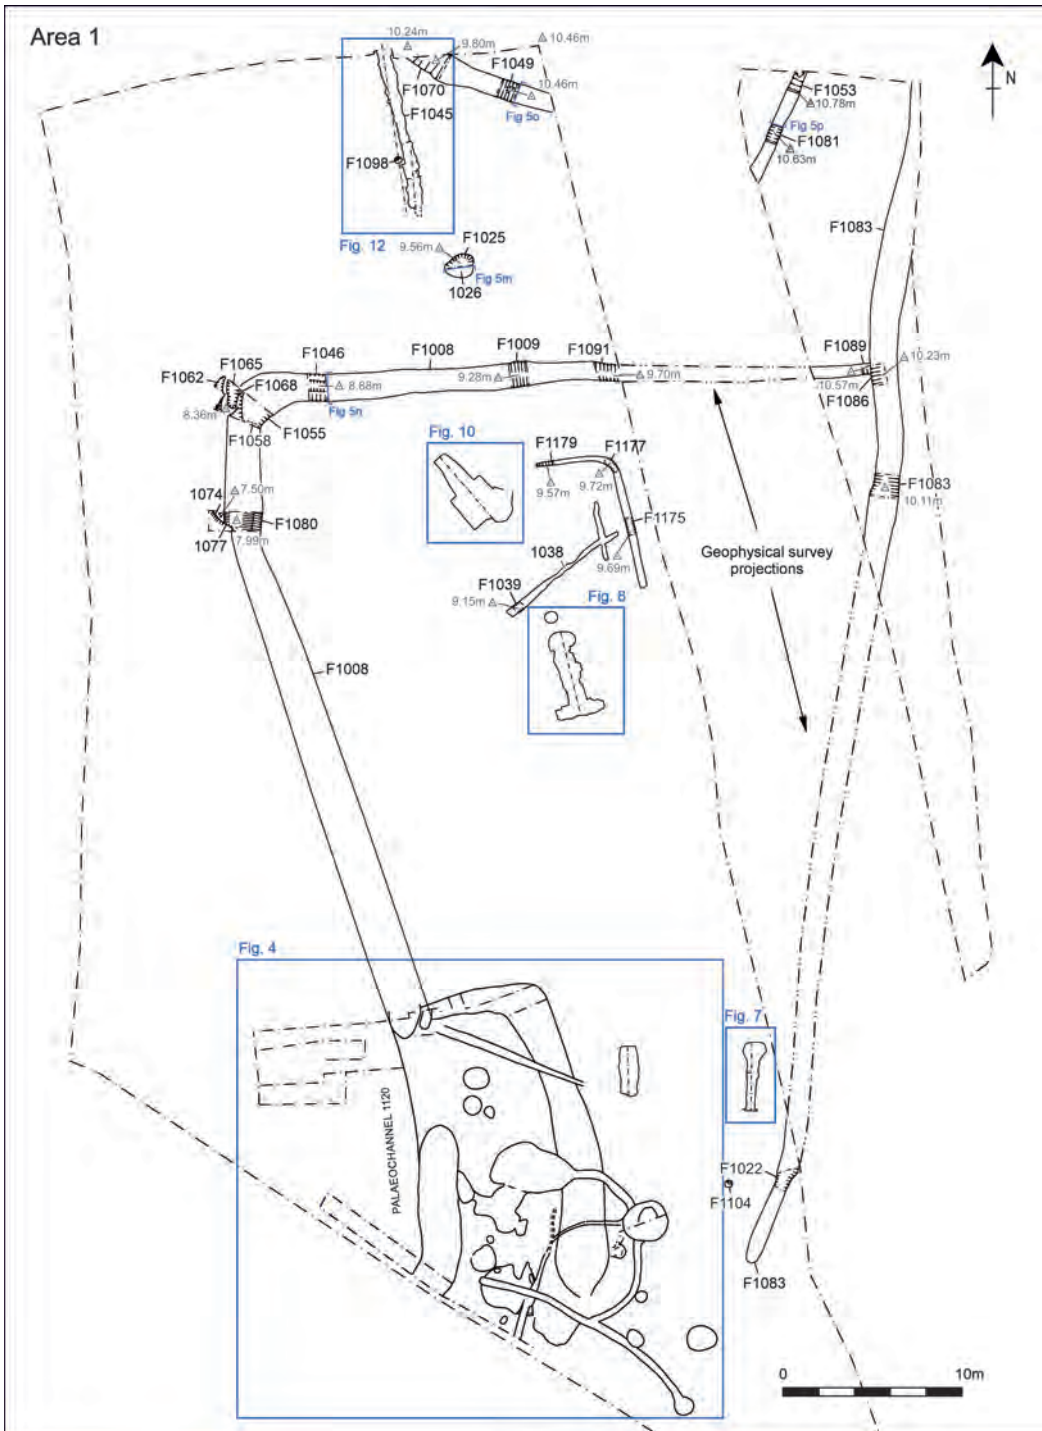 Area 1
10.24m
9.80m
10.46m
F1049
10.46m
F1070
Fig 5o
F1045
F1098
F1053
10.78m
Fig 5p
F1081
10.63m
N
F1083
Fig. 12
9.56m
F1025
Fig 5m
1026
F1062
F1065
F1068
F1046
F1008
F1009
F1091
8.68m
9.28m
9.70m
Fig 5n
F1089
10.23m
10.57m
F1086
8.36m
F1055
F1058
Fig. 10
F1179
F1177
9.57m
9.72m
F1083
10.11m
1074
7.50m
F1080
1077
7.99m
F1175
1038
9.69m
F1039
9.15m
Geophysical survey
projections
Fig. 8
F1008
Fig. 4
Fig. 7
PALAEOCHANNEL 1120
F1022
F1104
F1083
0
10m